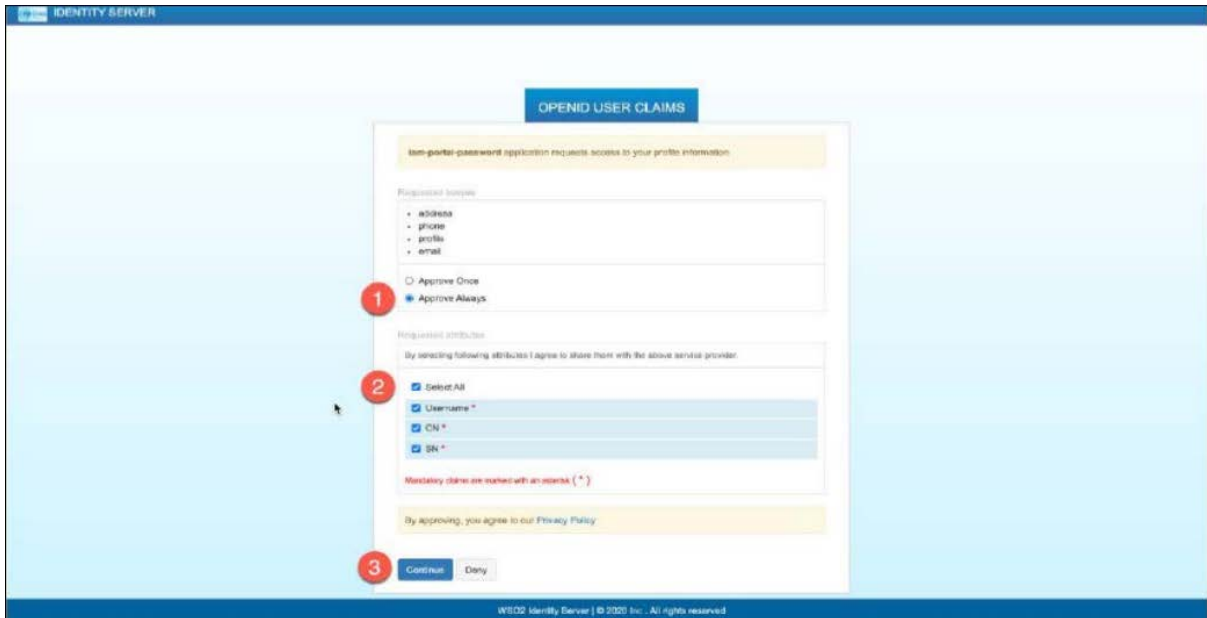 IDENTITY SERVER
OPENID USER CLAIMS
iam-portal-password application requests access to your profile information
Requested scopes
address
phone
profile
email
Approve Once
1
Approve Always
Requested attributes
By selecting following attributes I agree to share them with the above service provider.
2
Select All
Username *
CN *
SN *
Mandatory claims are marked with an asterisk ( * )
By approving, you agree to our Privacy Policy
3
Continue
Deny
WSO2 Identity Server | © 2020 Inc . All rights reserved